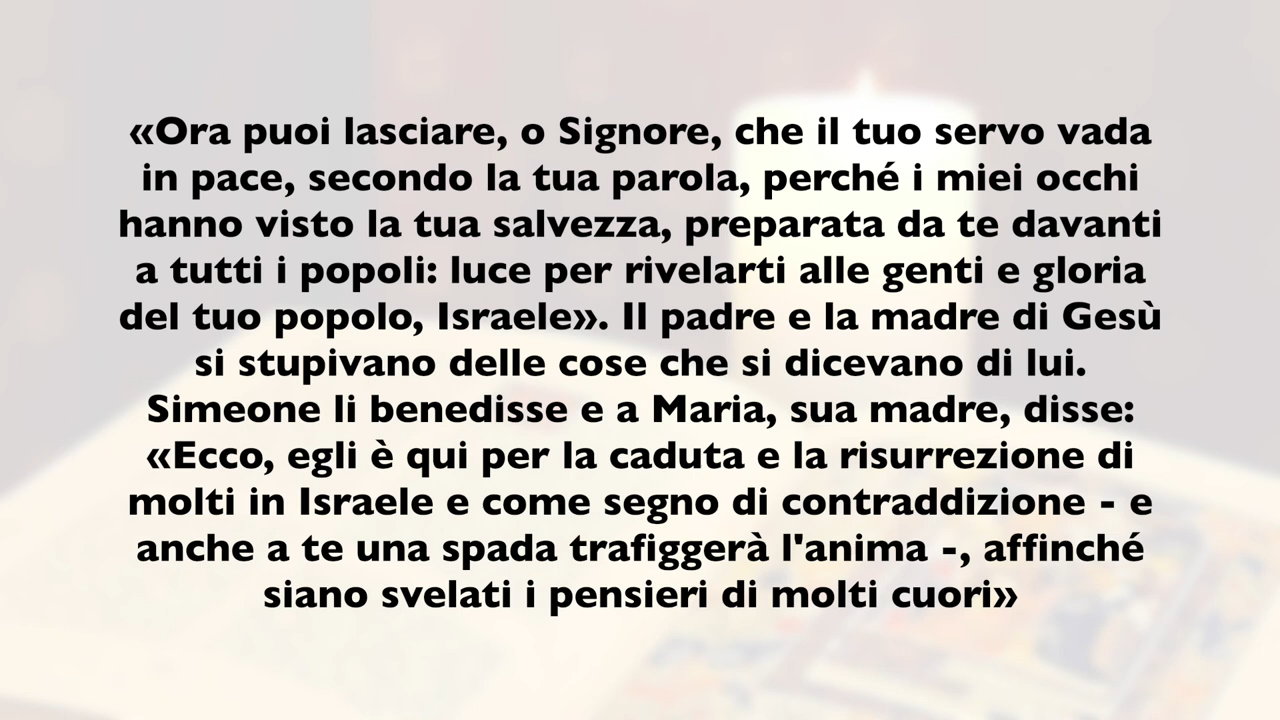 «Ora puoi lasciare, o Signore, che il tuo servo vada
in pace, secondo la tua parola, perché i miei occhi
hanno visto la tua salvezza, preparata da te davanti
a tutti i popoli: luce per rivelarti alle genti e gloria
del tuo popolo, Israele». Il padre e la madre di Gesù
si stupivano delle cose che si dicevano di lui.
Simeone li benedisse e a Maria, sua madre, disse:
«Ecco, egli è qui per la caduta e la risurrezione di
molti in Israele e come segno di contraddizione - e
anche a te una spada trafiggerà l'anima -, affinché
siano svelati i pensieri di molti cuori»